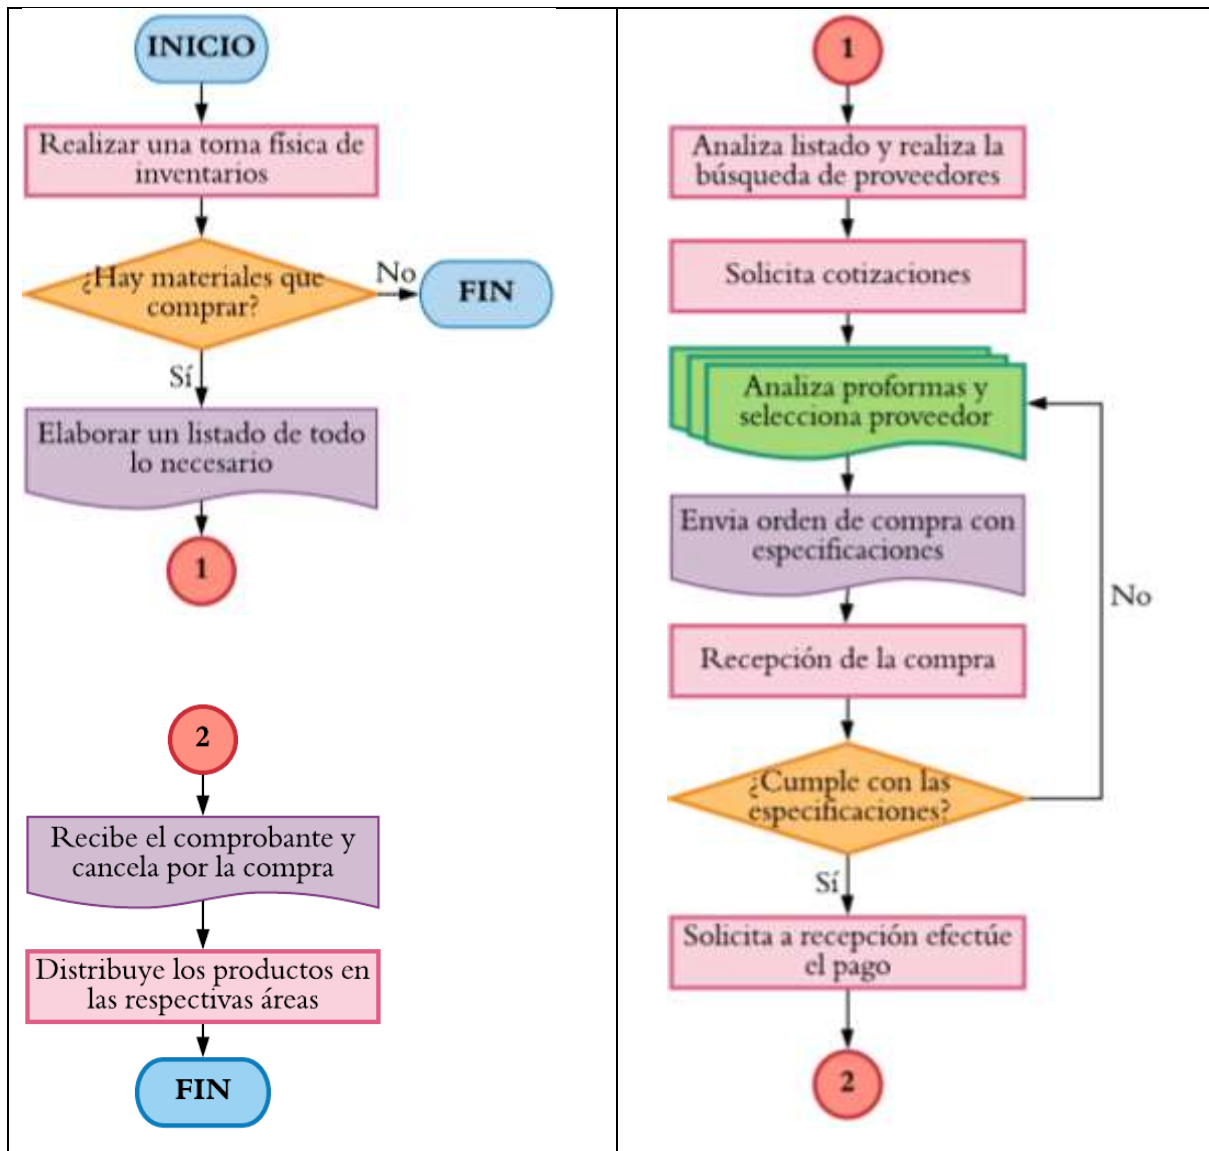 INICIO
Realizar una toma física de
inventarios
¿Hay materiales que
comprar?
No
FIN
Sí
Elaborar un listado de todo
lo necesario
1
2
Recibe el comprobante y
cancela por la compra
Distribuye los productos en
las respectivas áreas
FIN
1
Analiza listado y realiza la
búsqueda de proveedores
Solicita cotizaciones
Analiza proformas y
selecciona proveedor
Envia orden de compra con
especificaciones
No
Recepción de la compra
¿Cumple con las
especificaciones?
Sí
Solicita a recepción efectúe
el pago
2